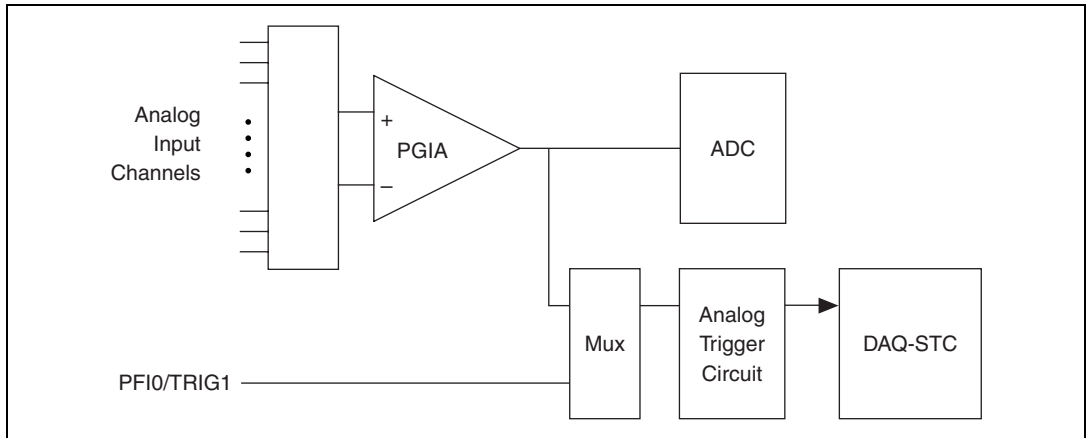 Analog
Input
Channels
+
PGIA
–
ADC
Mux
Analog
Trigger
Circuit
DAQ-STC
PFI0/TRIG1